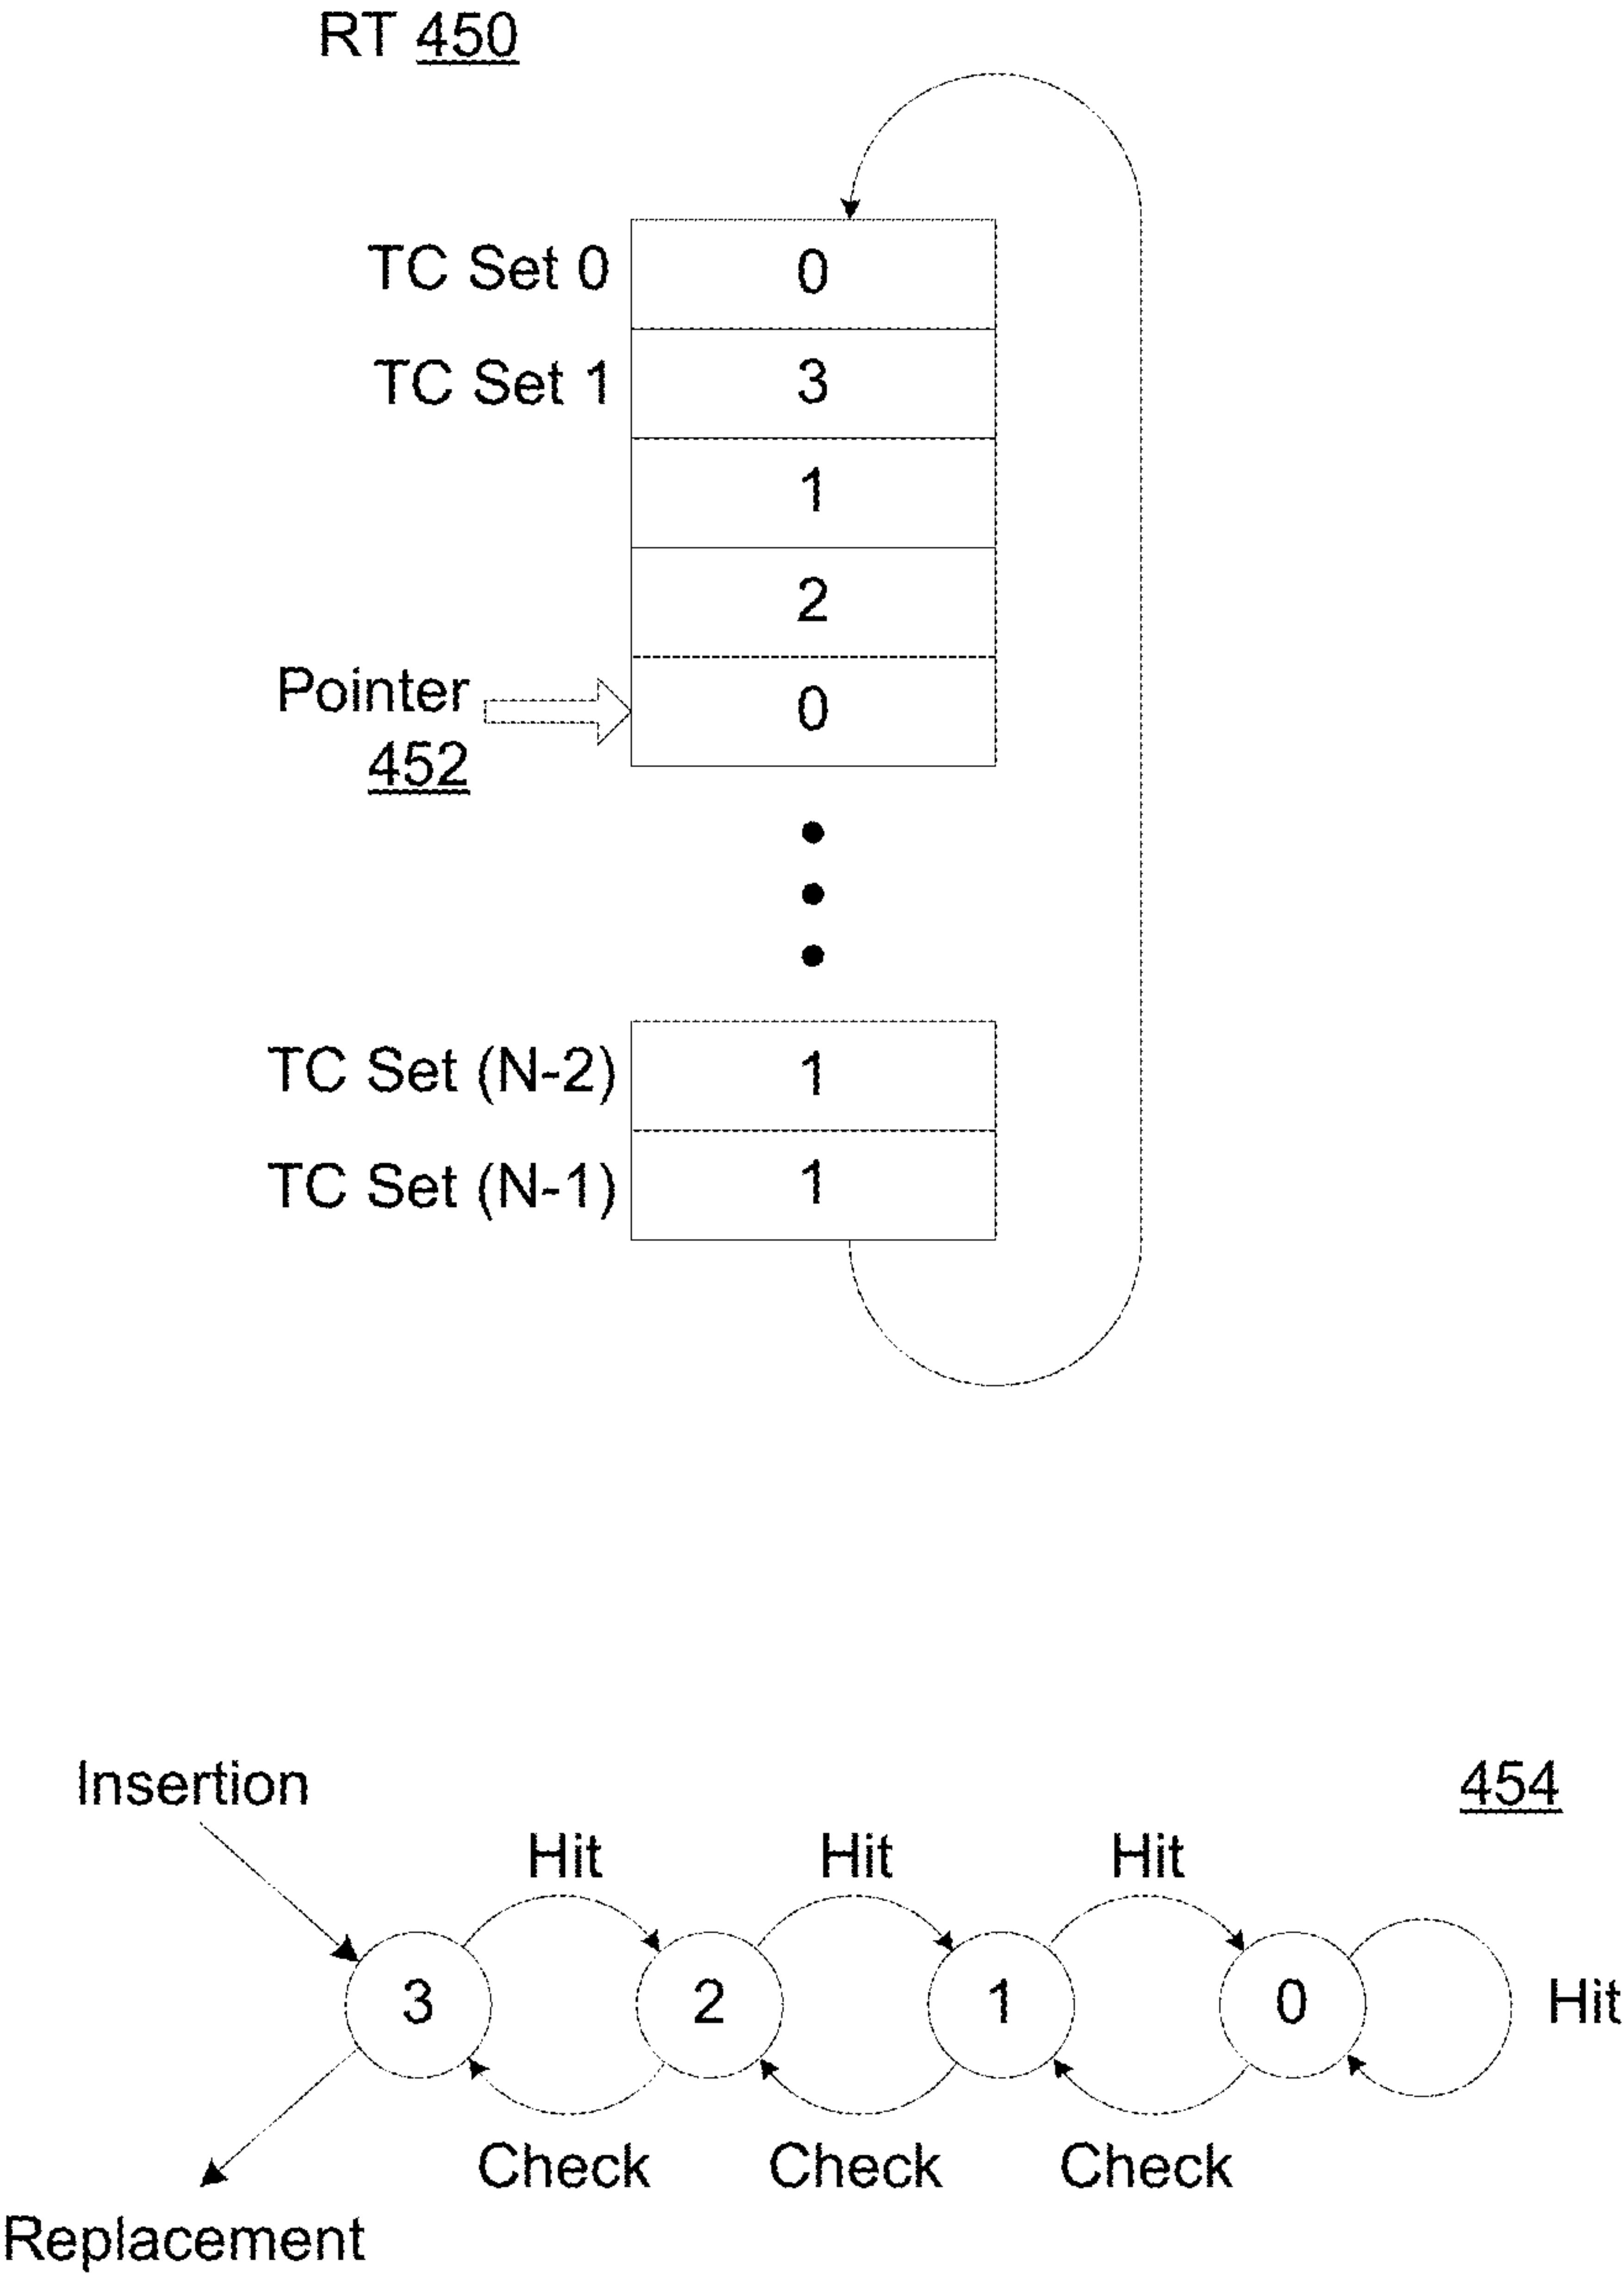 RT 450
TC Set 0 0
TC Set 1 3
1
2
Pointer 0
452
TC Set (N-2) 1
TC Set (N-1) 1
Insertion 454
Hit Hit Hit
3 2 1 0 Hit
Check Check Check
Replacement